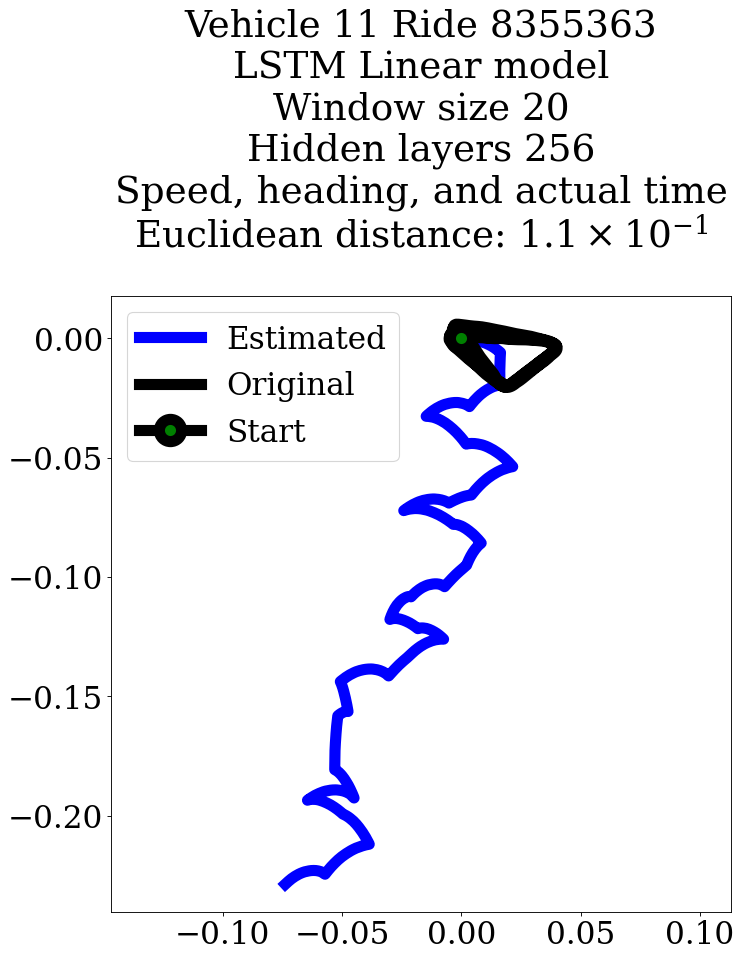 Vehicle 11 Ride 8355363
LSTM Linear model
Window size 20
Hidden layers 256
Speed, heading, and actual time
Euclidean distance: 1.1 × 10⁻¹
Estimated
Original
Start
0.00
−0.05
−0.10
−0.15
−0.20
−0.10 −0.05 0.00 0.05 0.10